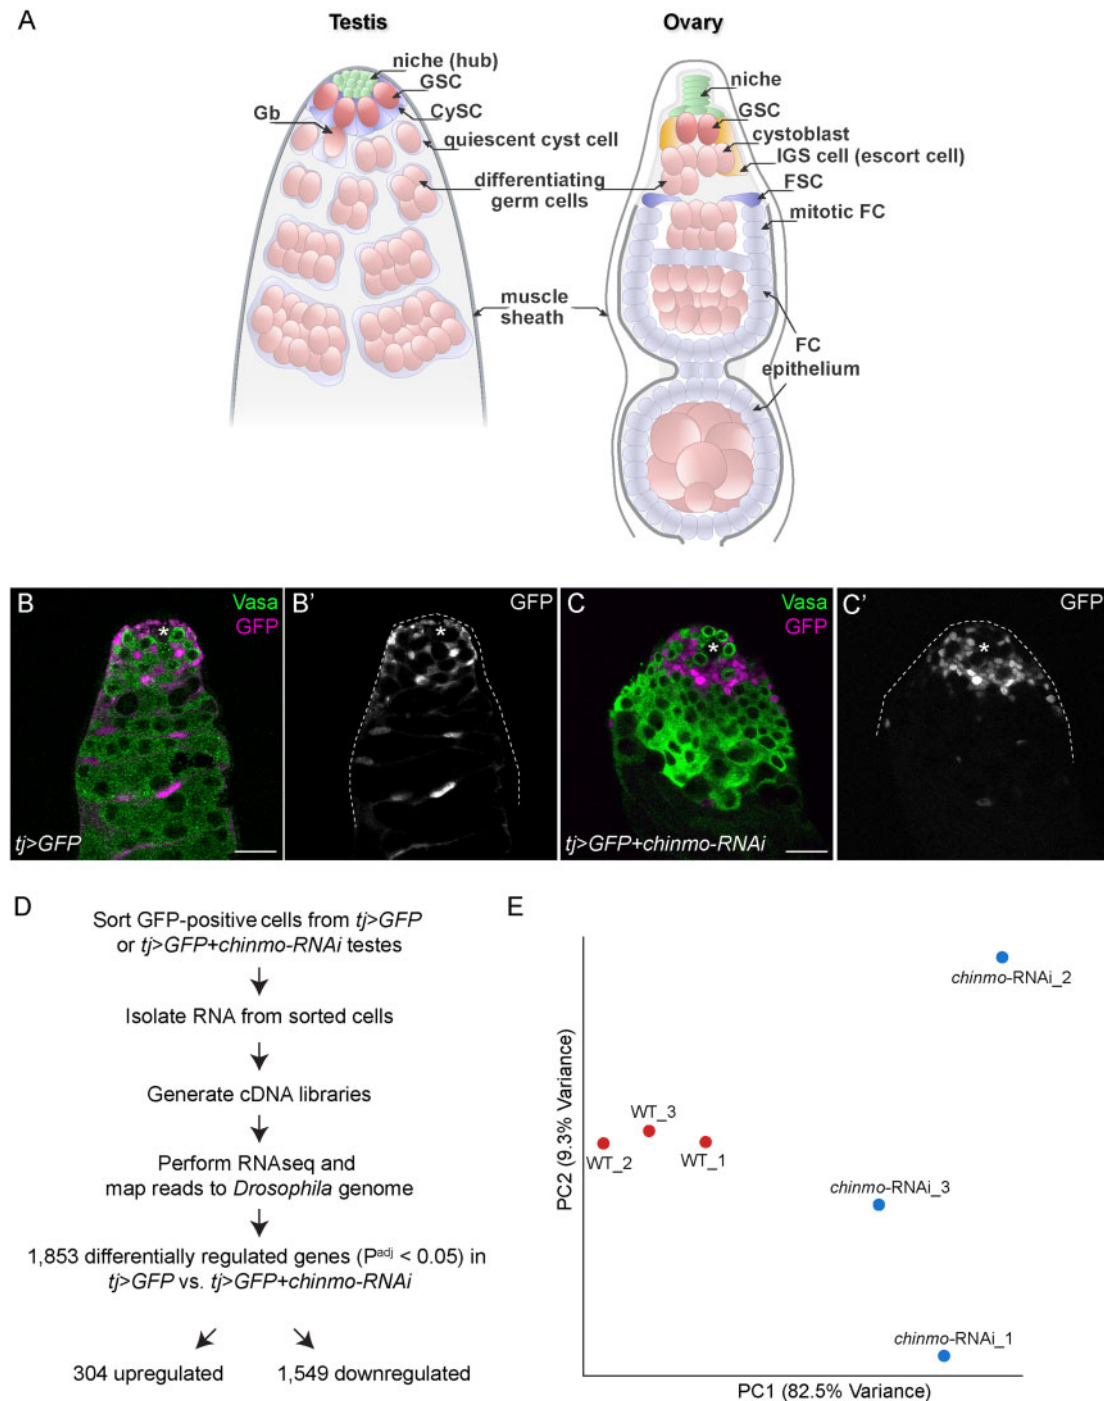 A
Testis
Ovary
niche (hub)
GSC
CySC
Gb
quiescent cyst cell
differentiating
germ cells
muscle
sheath
niche
GSC
cystoblast
IGS cell (escort cell)
FSC
mitotic FC
FC
epithelium
B
Vasa
GFP
*
tj>GFP
B'
GFP
*
C
Vasa
GFP
*
tj>GFP+chinmo-RNAi
C'
GFP
*
D
Sort GFP-positive cells from tj>GFP
or tj>GFP+chinmo-RNAi testes
Isolate RNA from sorted cells
Generate cDNA libraries
Perform RNAseq and
map reads to Drosophila genome
1,853 differentially regulated genes (Padj < 0.05) in
tj>GFP vs. tj>GFP+chinmo-RNAi
304 upregulated
1,549 downregulated
E
PC2 (9.3% Variance)
chinmo-RNAi_2
WT_3
WT_2
WT_1
chinmo-RNAi_3
chinmo-RNAi_1
PC1 (82.5% Variance)